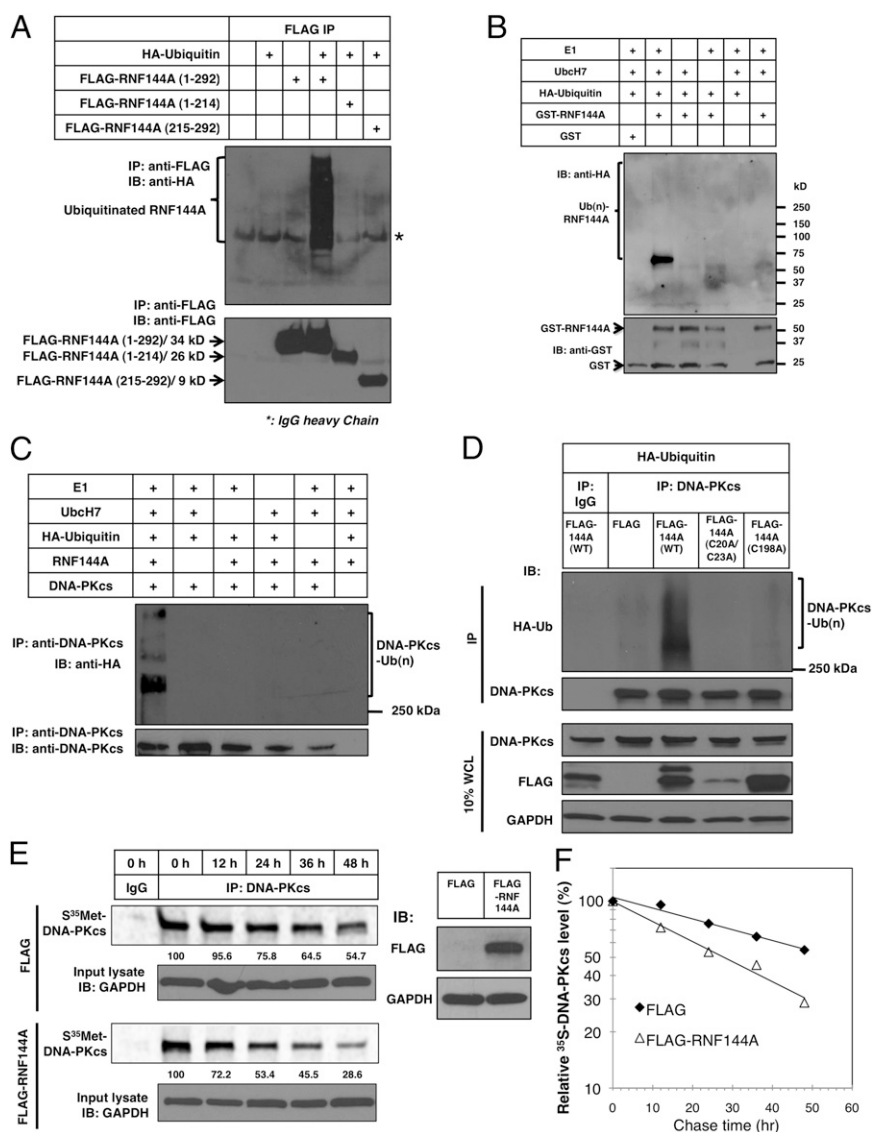 A
FLAG IP
HA-Ubiquitin + + + +
FLAG-RNF144A (1-292) + +
FLAG-RNF144A (1-214) +
FLAG-RNF144A (215-292) +
IP: anti-FLAG
IB: anti-HA
Ubiquitinated RNF144A
*
IP: anti-FLAG
IB: anti-FLAG
FLAG-RNF144A (1-292)/ 34 kD
FLAG-RNF144A (1-214)/ 26 kD
FLAG-RNF144A (215-292)/ 9 kD
*: IgG heavy Chain
B
E1 + + + + +
UbcH7 + + + + +
HA-Ubiquitin + + + + +
GST-RNF144A + + + +
GST +
IB: anti-HA
kD
Ub(n)-
RNF144A
250
150
100
75
50
37
25
GST-RNF144A
50
37
IB: anti-GST
GST
25
C
E1 + + + + +
UbcH7 + + + + +
HA-Ubiquitin + + + + +
RNF144A + + + + +
DNA-PKcs + + + + +
IP: anti-DNA-PKcs
IB: anti-HA
DNA-PKcs
-Ub(n)
250 kDa
IP: anti-DNA-PKcs
IB: anti-DNA-PKcs
D
HA-Ubiquitin
IP:
IgG
IP: DNA-PKcs
FLAG-
144A
(WT)
FLAG
FLAG-
144A
(WT)
FLAG-
144A
(C20A/
C23A)
FLAG-
144A
(C198A)
IB:
IP
HA-Ub
DNA-PKcs
-Ub(n)
250 kDa
DNA-PKcs
10% WCL
DNA-PKcs
FLAG
GAPDH
E
0 h 0 h 12 h 24 h 36 h 48 h
IgG IP: DNA-PKcs
FLAG
S35Met-
DNA-PKcs
100 95.6 75.8 64.5 54.7
Input lysate
IB: GAPDH
FLAG-RNF144A
S35Met-
DNA-PKcs
100 72.2 53.4 45.5 28.6
Input lysate
IB: GAPDH
FLAG
FLAG
-RNF
144A
IB:
FLAG
GAPDH
F
Relative 35S-DNA-PKcs level (%)
100
50
40
30
10
FLAG
FLAG-RNF144A
0 10 20 30 40 50 60
Chase time (hr)